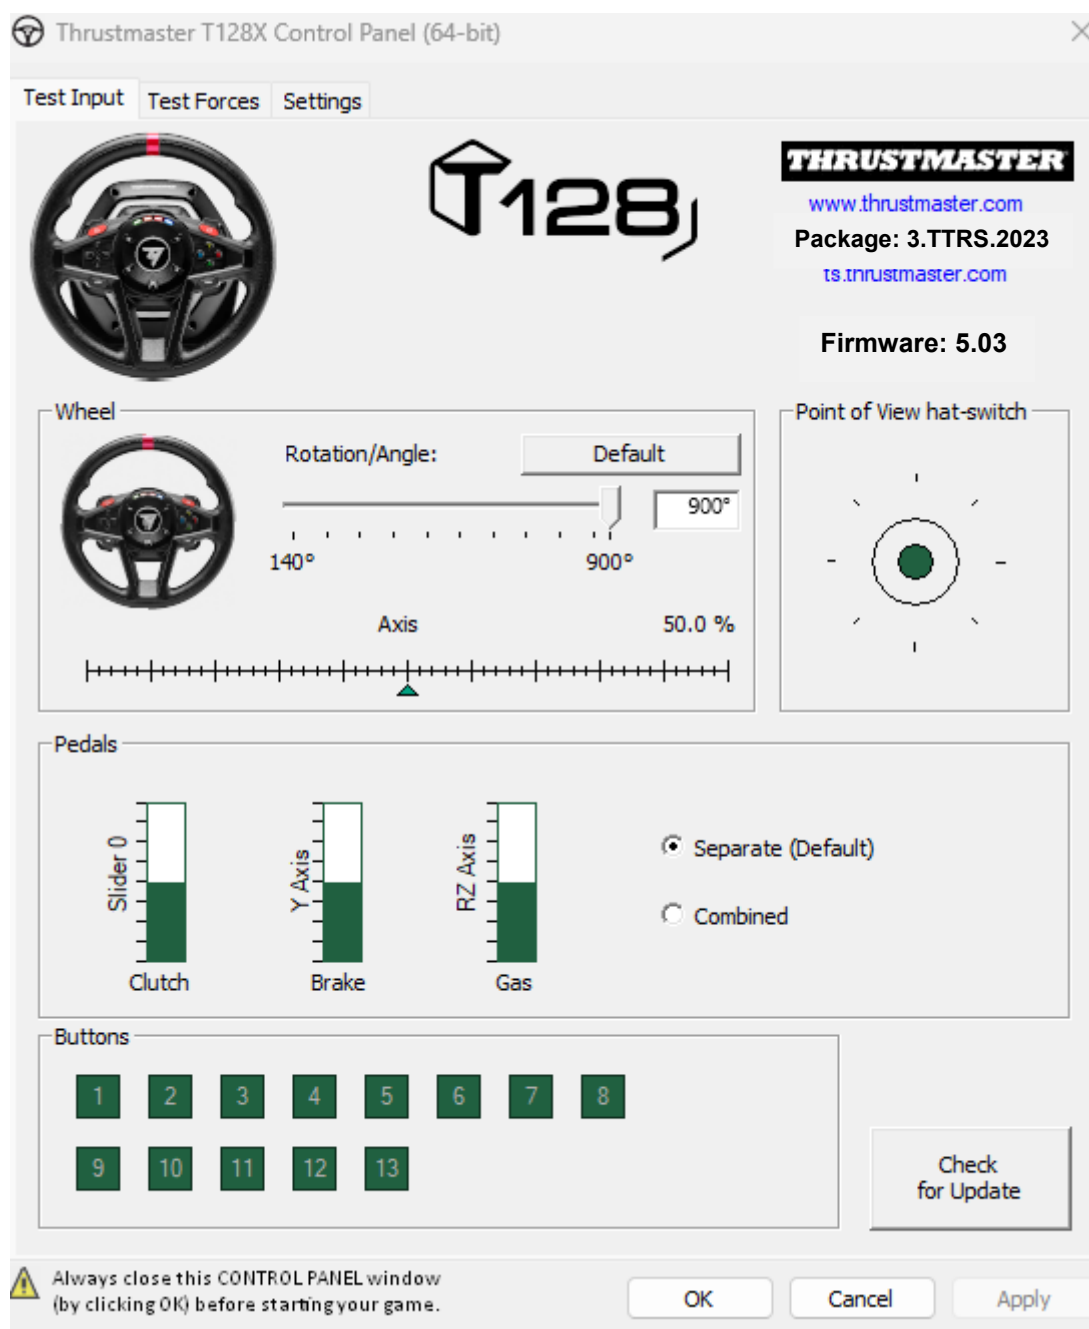 Thrustmaster T128X Control Panel (64-bit)
Test Input Test Forces Settings
T128
THRUSTMASTER
www.thrustmaster.com
Package: 3.TTRS.2023
ts.thrustmaster.com
Firmware: 5.03
Wheel
Rotation/Angle: Default
900°
140° 900°
Axis 50.0 %
Point of View hat-switch
Pedals
Slider 0
Clutch
Y Axis
Brake
RZ Axis
Gas
Separate (Default)
Combined
Buttons
1 2 3 4 5 6 7 8
9 10 11 12 13
Check
for Update
Always close this CONTROL PANEL window
(by clicking OK) before starting your game.
OK Cancel Apply